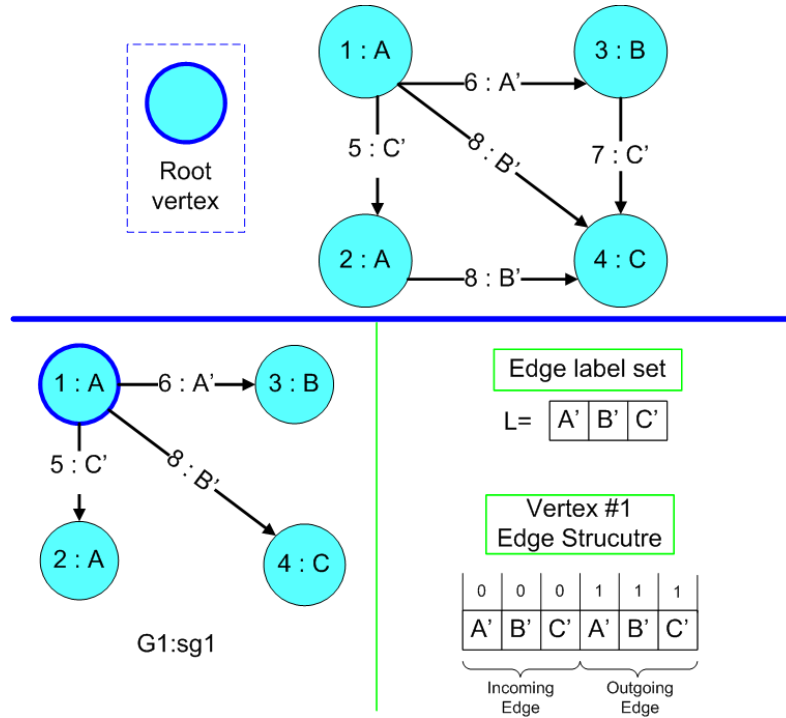 1 : A
3 : B
6 : A’
Root
vertex
5 : C’
8 : B’
7 : C’
2 : A
8 : B’
4 : C
1 : A
6 : A’
3 : B
5 : C’
8 : B’
2 : A
4 : C
G1:sg1
Edge label set
L= A’ B’ C’
Vertex #1
Edge Strucutre
0 0 0 1 1 1
A’ B’ C’ A’ B’ C’
Incoming
Edge
Outgoing
Edge